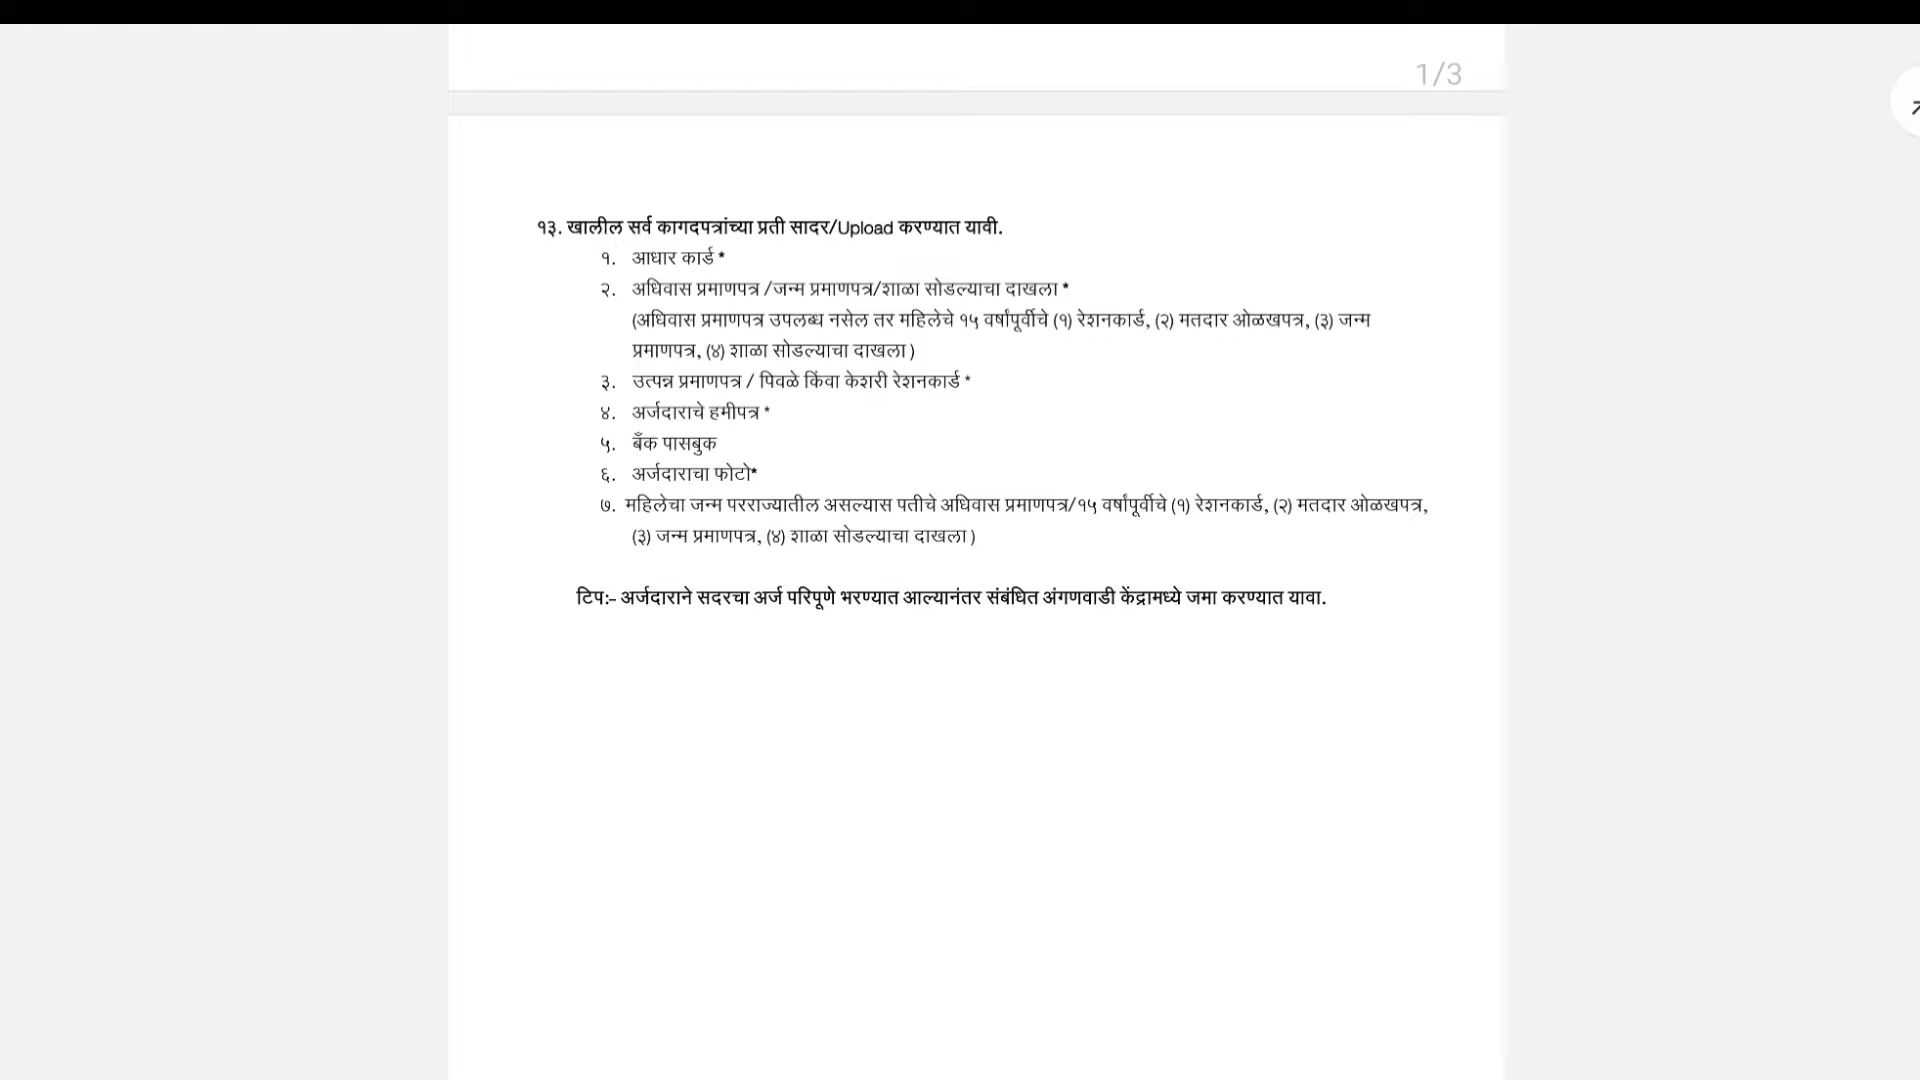 1/3
१३. खालील सर्व कागदपत्रांच्या प्रती सादर/Upload करण्यात यावी.
१. आधार कार्ड *
२. अधिवास प्रमाणपत्र /जन्म प्रमाणपत्र/शाळा सोडल्याचा दाखला *
(अधिवास प्रमाणपत्र उपलब्ध नसेल तर महिलेचे १५ वर्षांपूर्वीचे (१) रेशनकार्ड, (२) मतदार ओळखपत्र, (३) जन्म
प्रमाणपत्र, (४) शाळा सोडल्याचा दाखला )
३. उत्पन्न प्रमाणपत्र / पिवळे किंवा केशरी रेशनकार्ड *
४. अर्जदाराचे हमीपत्र *
५. बँक पासबुक
६. अर्जदाराचा फोटो*
७. महिलेचा जन्म परराज्यातील असल्यास पतीचे अधिवास प्रमाणपत्र/१५ वर्षांपूर्वीचे (१) रेशनकार्ड, (२) मतदार ओळखपत्र,
(३) जन्म प्रमाणपत्र, (४) शाळा सोडल्याचा दाखला )
टिप:- अर्जदाराने सदरचा अर्ज परिपूणे भरण्यात आल्यानंतर संबंधित अंगणवाडी केंद्रामध्ये जमा करण्यात यावा.